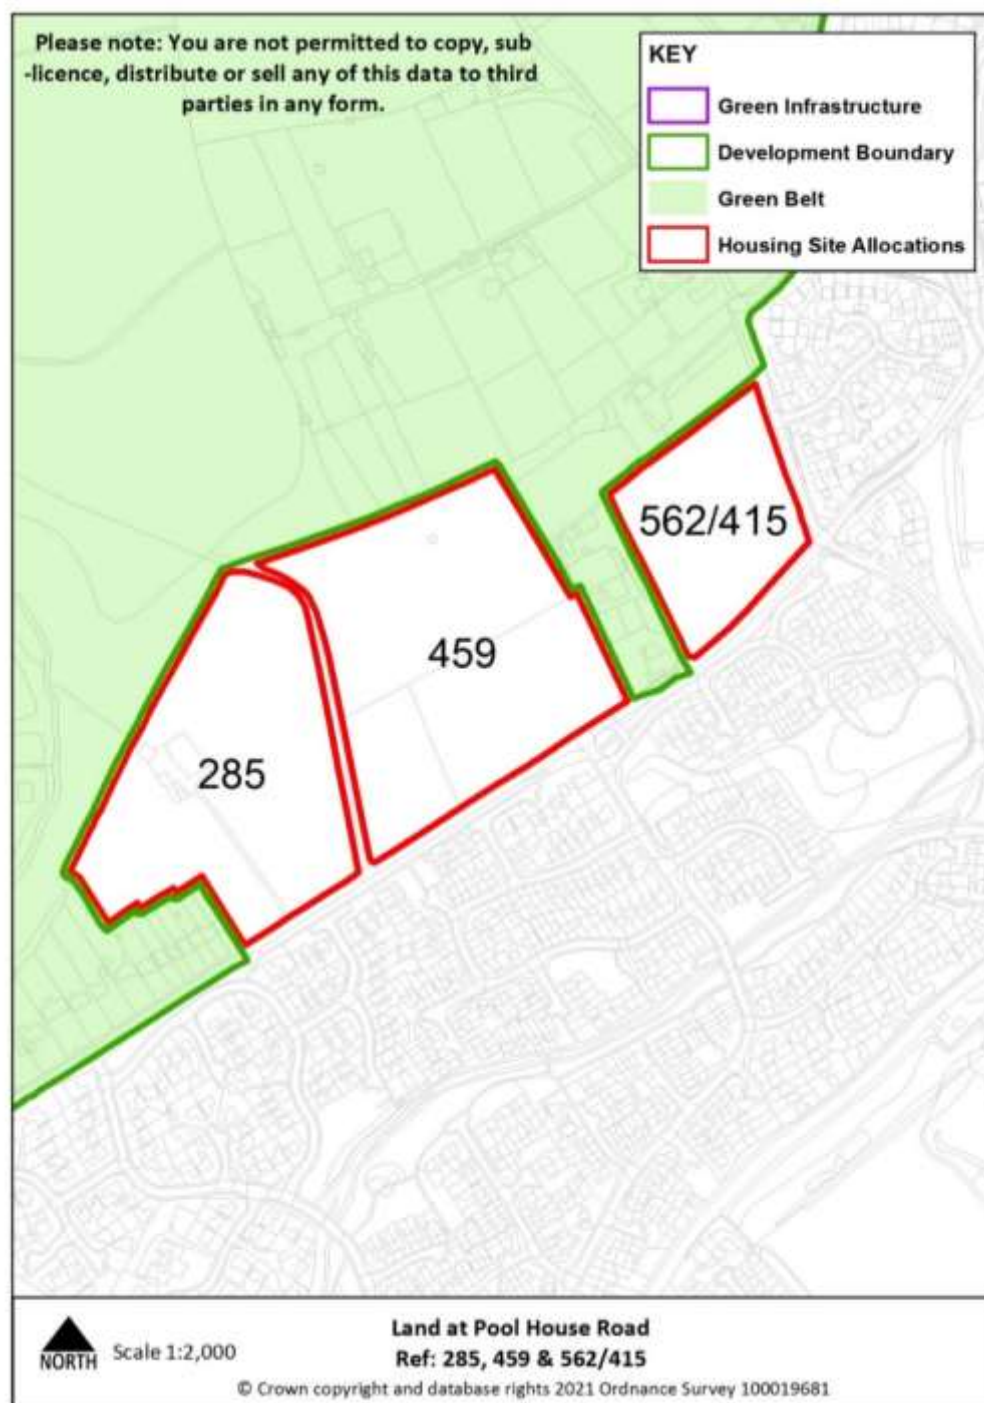 Please note: You are not permitted to copy, sub
-licence, distribute or sell any of this data to third
parties in any form.
KEY
Green Infrastructure
Development Boundary
Green Belt
Housing Site Allocations
562/415
459
285
NORTH
Scale 1:2,000
Land at Pool House Road
Ref: 285, 459 & 562/415
© Crown copyright and database rights 2021 Ordnance Survey 100019681